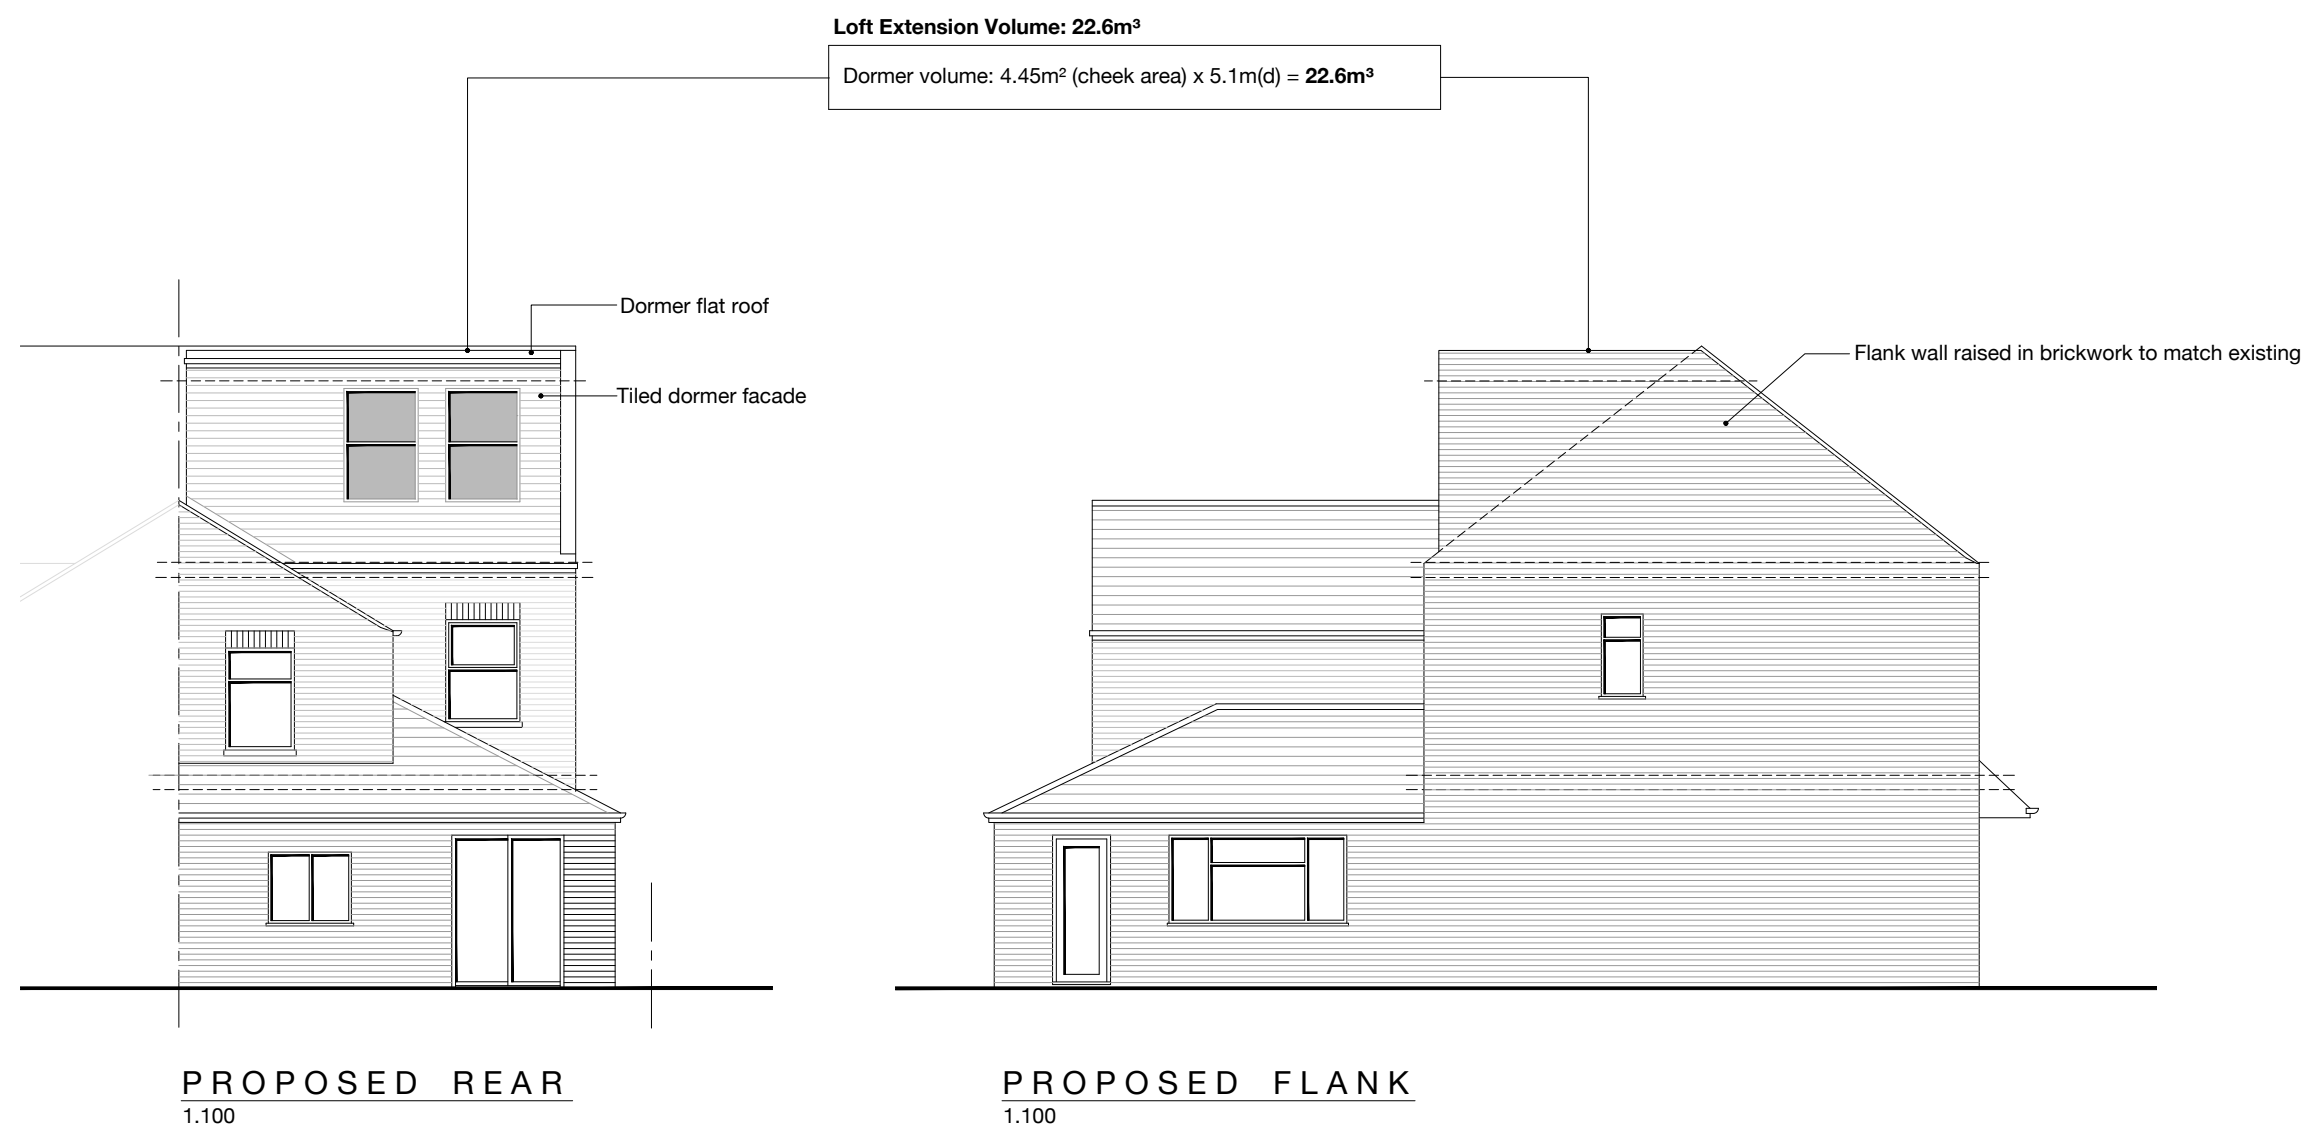 Loft Extension Volume: 22.6m³
Dormer volume: 4.45m² (cheek area) x 5.1m(d) = 22.6m³
Dormer flat roof
Tiled dormer facade
Flank wall raised in brickwork to match existing
PROPOSED REAR
1.100
PROPOSED FLANK
1.100